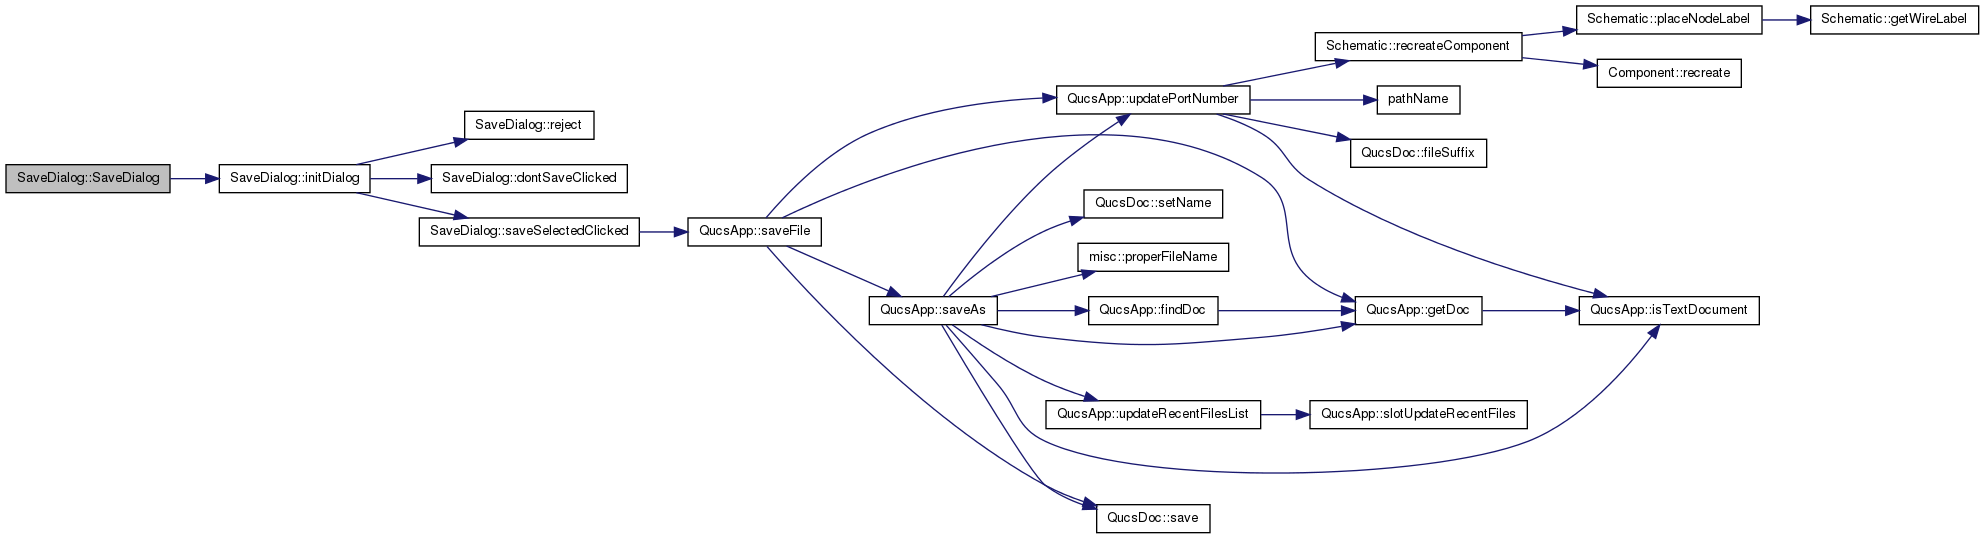 SaveDialog::SaveDialog
SaveDialog::initDialog
SaveDialog::reject
SaveDialog::dontSaveClicked
SaveDialog::saveSelectedClicked
QucsApp::saveFile
QucsApp::saveAs
QucsApp::updatePortNumber
QucsDoc::setName
misc::properFileName
QucsApp::findDoc
QucsApp::updateRecentFilesList
QucsDoc::save
Schematic::recreateComponent
pathName
QucsDoc::fileSuffix
QucsApp::getDoc
QucsApp::slotUpdateRecentFiles
Schematic::placeNodeLabel
Component::recreate
QucsApp::isTextDocument
Schematic::getWireLabel